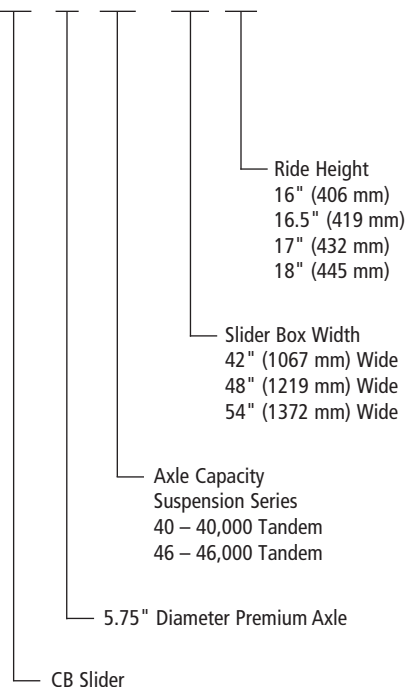 Ride Height
16" (406 mm)
16.5" (419 mm)
17" (432 mm)
18" (445 mm)
Slider Box Width
42" (1067 mm) Wide
48" (1219 mm) Wide
54" (1372 mm) Wide
Axle Capacity
Suspension Series
40 – 40,000 Tandem
46 – 46,000 Tandem
5.75" Diameter Premium Axle
CB Slider